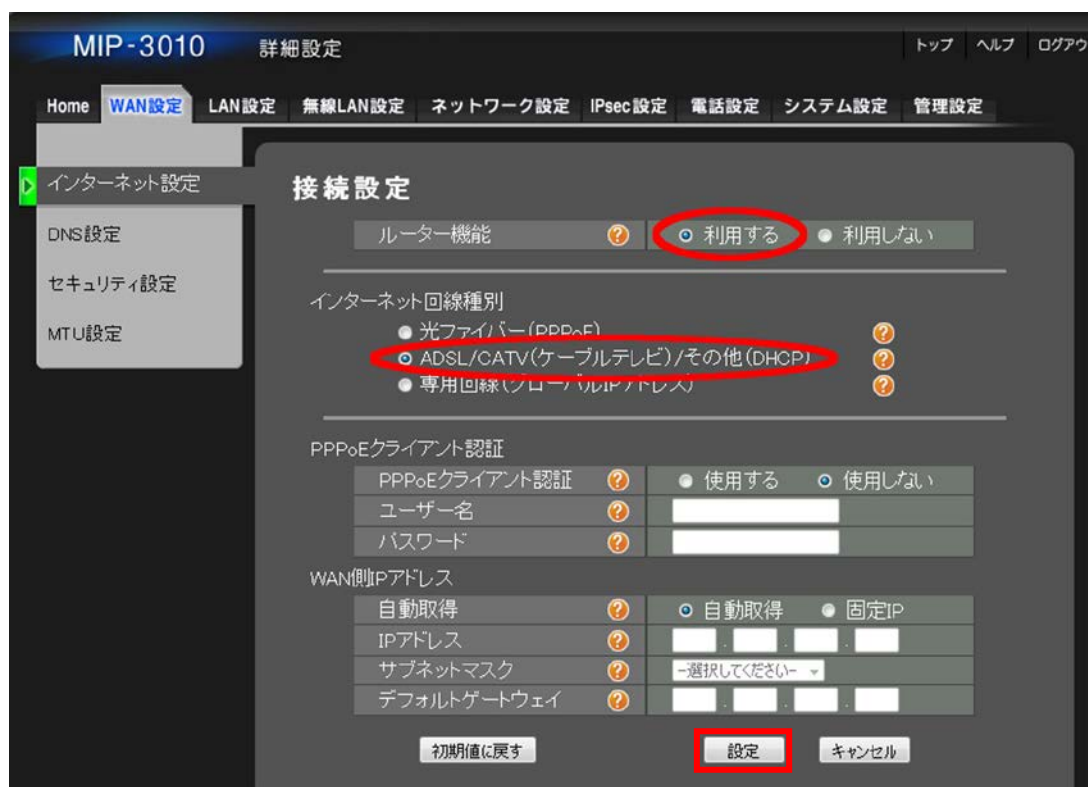 MIP-3010 詳細設定 トップ ヘルプ ログアウ
Home WAN設定 LAN設定 無線LAN設定 ネットワーク設定 IPsec設定 電話設定 システム設定 管理設定
インターネット設定
DNS設定
セキュリティ設定
MTU設定
接続設定
ルーター機能 ? 利用する 利用しない
インターネット回線種別
光ファイバー(PPPoE) ?
ADSL/CATV(ケーブルテレビ)/その他(DHCP) ?
専用回線(グローバルIPアドレス) ?
PPPoEクライアント認証
PPPoEクライアント認証 ? 使用する 使用しない
ユーザー名 ?
パスワード ?
WAN側IPアドレス
自動取得 ? 自動取得 固定IP
IPアドレス ? . . .
サブネットマスク ? -選択してください-
デフォルトゲートウェイ ? . . .
初期値に戻す 設定 キャンセル